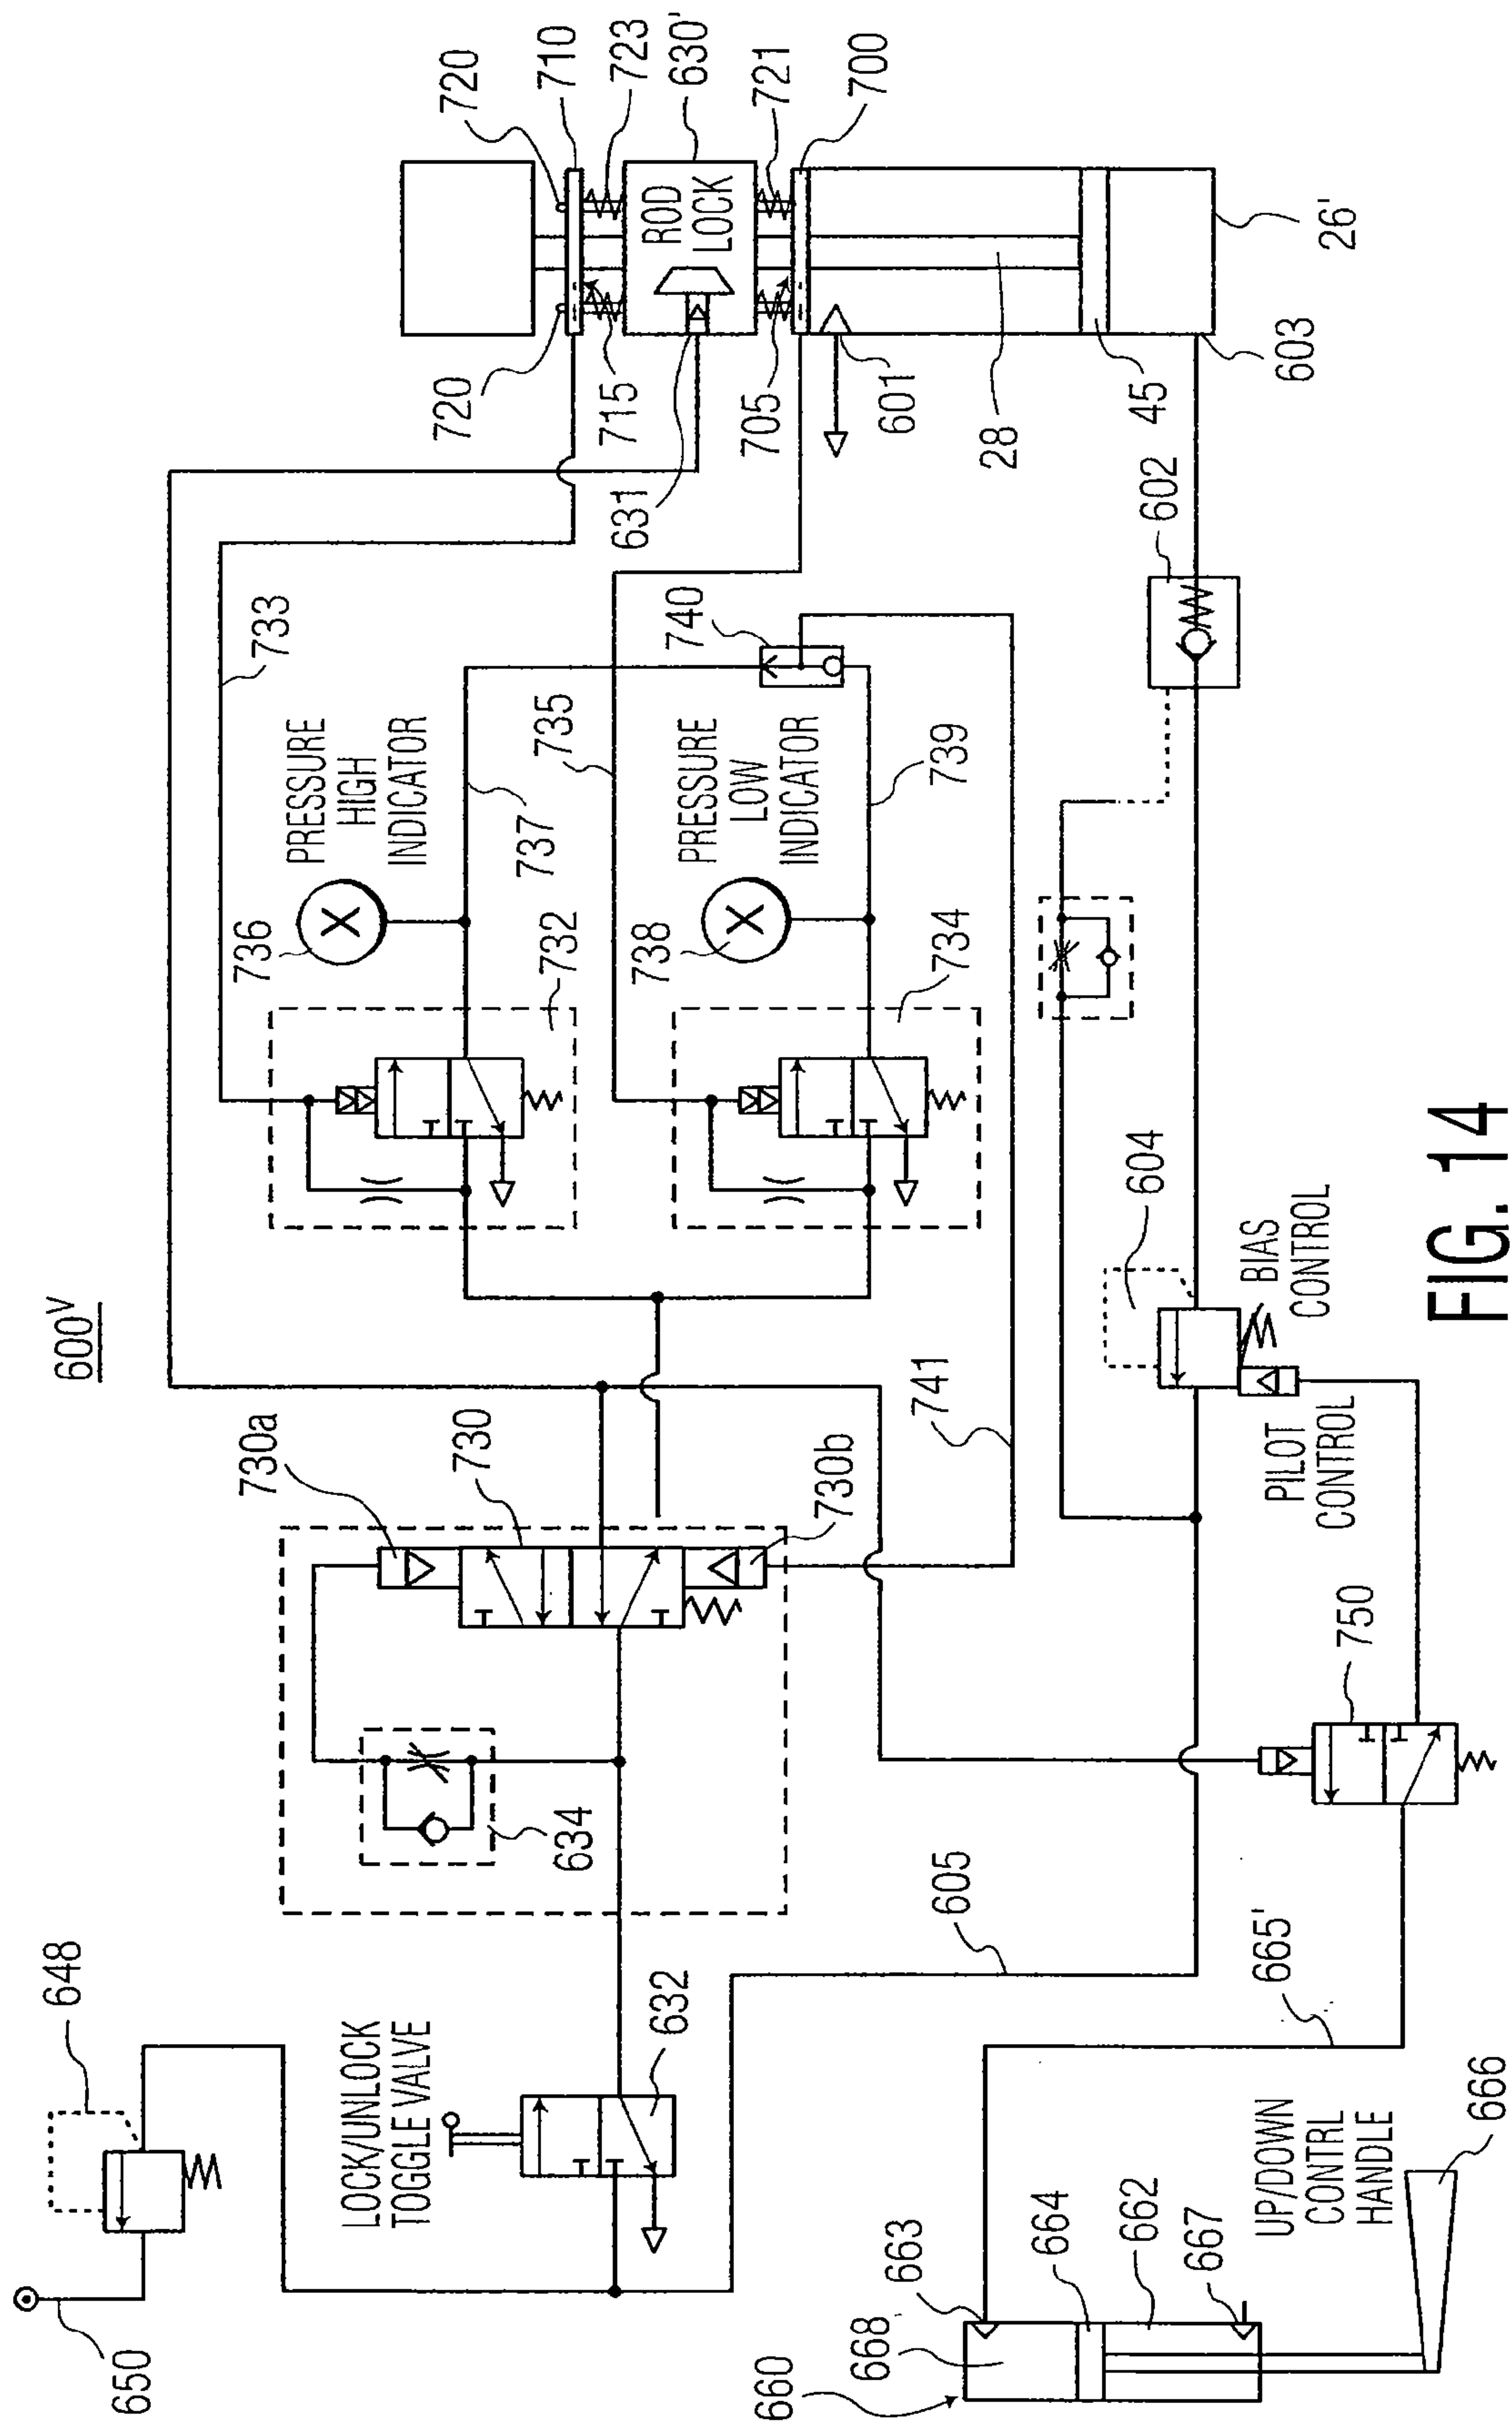 600V
648
650
LOCK/UNLOCK
TOGGLE VALVE
632
634
730a
730
730b
741
605
736
PRESSURE
HIGH
INDICATOR
733
732
737
735
738
PRESSURE
LOW
INDICATOR
734
739
740
720
720
710
723
630'
715
ROD
LOCK
631
705
721
700
601
28
45
26'
603
602
604
BIAS
CONTROL
PILOT
CONTROL
750
665'
660
668
663
664
662
667
UP/DOWN
CONTRL
HANDLE
666
X
X
FIG. 14